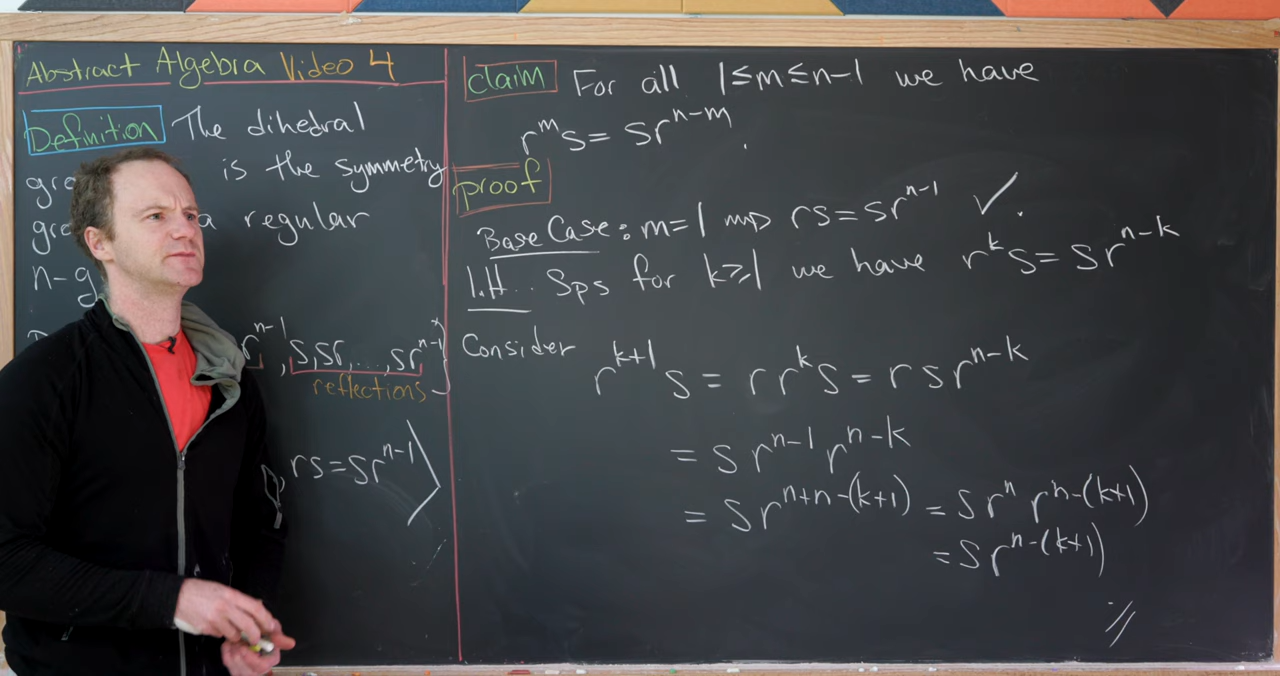 Abstract Algebra Video 4
Definition The dihedral
is the symmetry
a regular
n-g
r^{n-1}, s, sr, ..., sr^{n-1}}
reflections
, rs = sr^{n-1}⟩
claim For all 1≤m≤n-1 we have
r^m s = sr^{n-m}.
proof
Base Case: m=1 ⇝ rs = sr^{n-1} ✓.
I.H. Sps for k≥1 we have r^k s = sr^{n-k}
Consider r^{k+1} s = r r^k s = r s r^{n-k}
= s r^{n-1} r^{n-k}
= s r^{n+n-(k+1)} = s r^n r^{n-(k+1)}
= s r^{n-(k+1)}
//